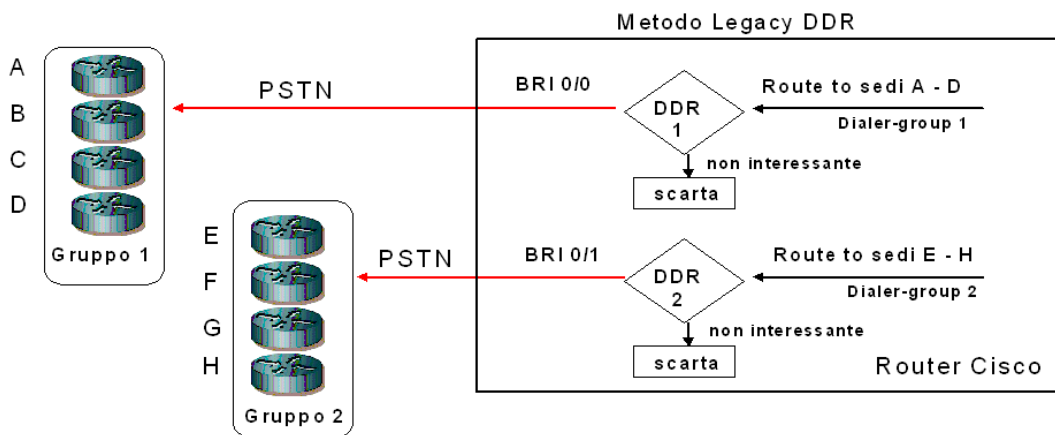 Metodo Legacy DDR
A
B
C
D
Gruppo 1
PSTN
BRI 0/0
DDR
1
Route to sedi A - D
Dialer-group 1
non interessante
scarta
E
F
G
H
Gruppo 2
PSTN
BRI 0/1
DDR
2
Route to sedi E - H
Dialer-group 2
non interessante
scarta
Router Cisco